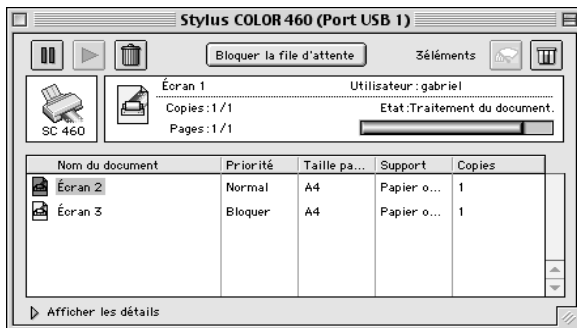 Stylus COLOR 460 (Port USB 1)
Bloquer la file d'attente 3éléments
Écran 1 Utilisateur :gabriel
Copies :1 /1 Etat :Traitement du document.
SC 460 Pages :1 /1
Nom du document Priorité Taille pa... Support Copies
Écran 2 Normal A4 Papier o... 1
Écran 3 Bloquer A4 Papier o... 1
Afficher les détails